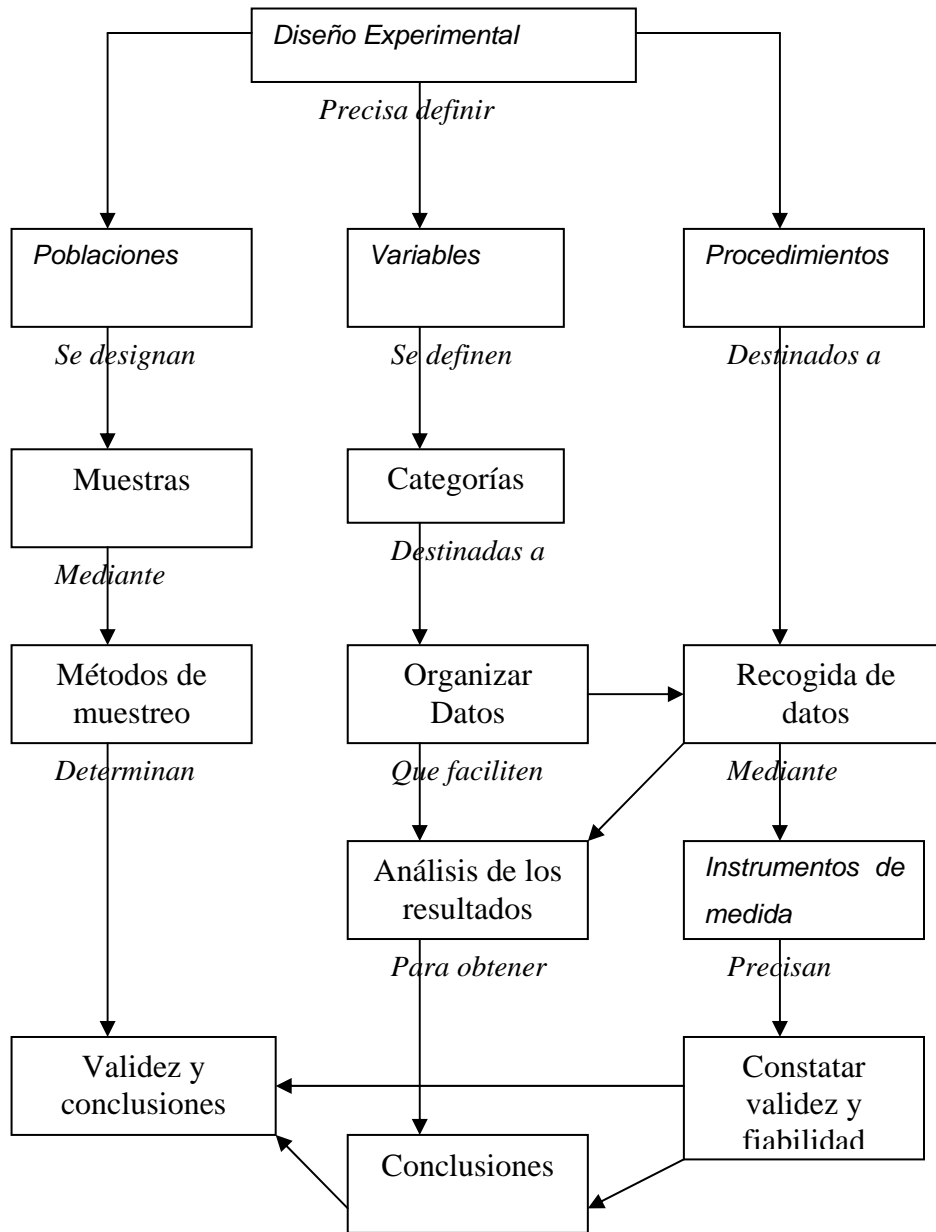 Diseño Experimental
Precisa definir
Poblaciones
Variables
Procedimientos
Se designan
Se definen
Destinados a
Muestras
Categorías
Mediante
Destinadas a
Métodos de
muestreo
Organizar
Datos
Recogida de
datos
Determinan
Que faciliten
Mediante
Análisis de los
resultados
Instrumentos de
medida
Para obtener
Precisan
Validez y
conclusiones
Constatar
validez y
fiabilidad
Conclusiones